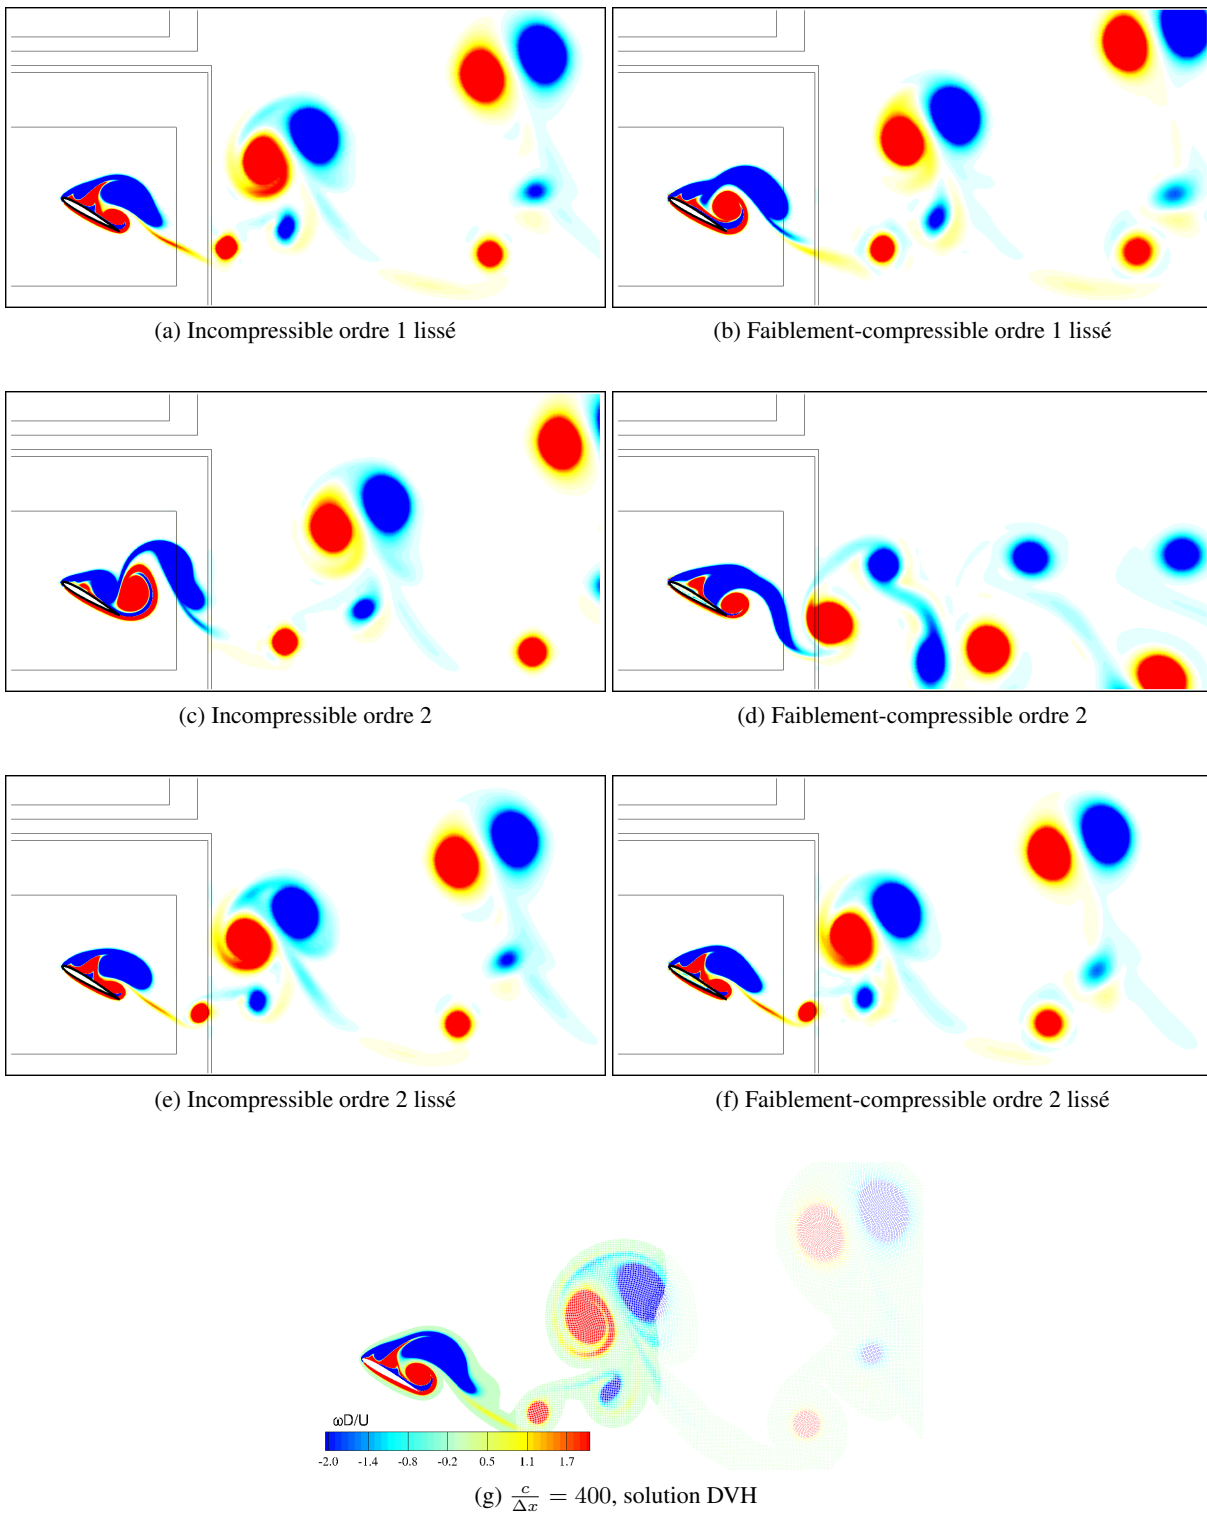 (a) Incompressible ordre 1 lissé
(b) Faiblement-compressible ordre 1 lissé
(c) Incompressible ordre 2
(d) Faiblement-compressible ordre 2
(e) Incompressible ordre 2 lissé
(f) Faiblement-compressible ordre 2 lissé
ωD/U
-2.0 -1.4 -0.8 -0.2 0.5 1.1 1.7
(g) c/Δx = 400, solution DVH